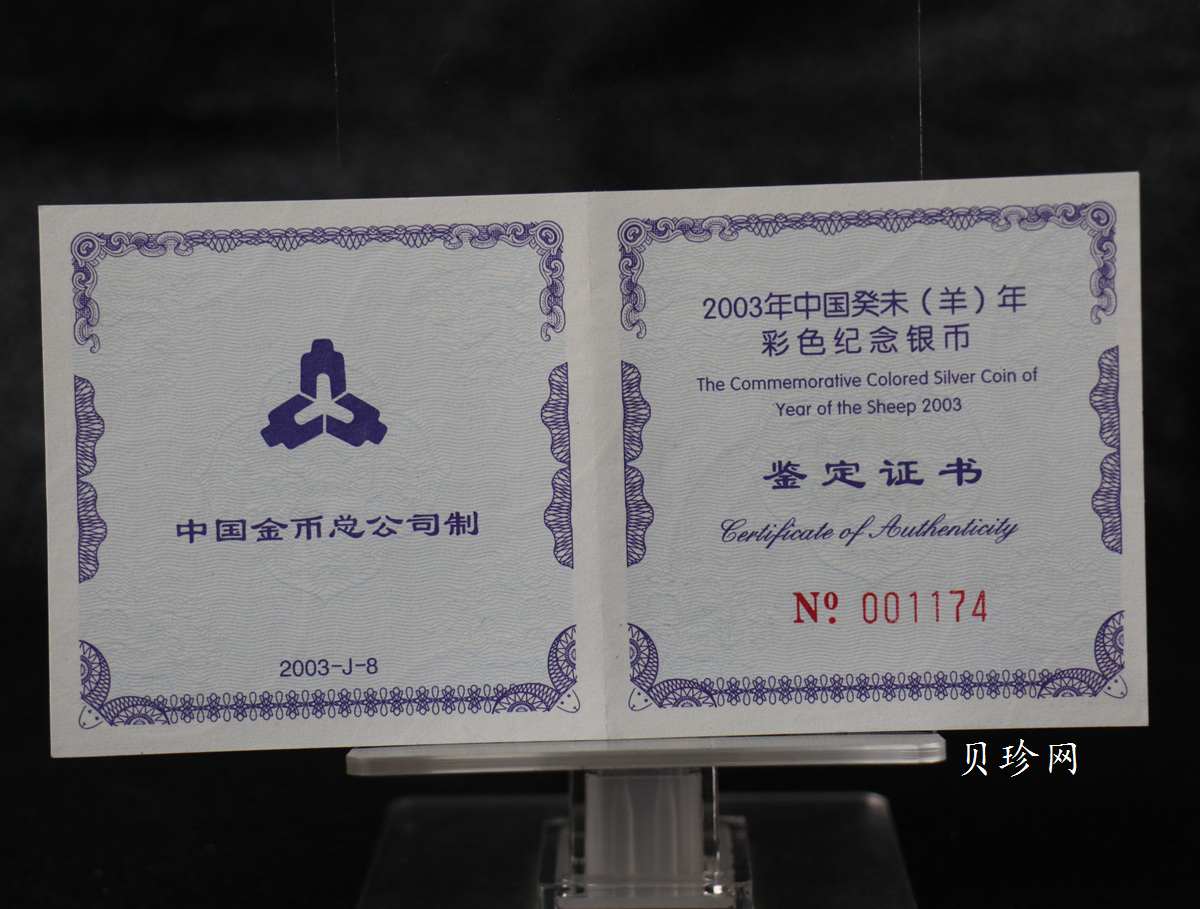 中国金币总公司制
2003-J-8
2003年中国癸未（羊）年
彩色纪念银币
The Commemorative Colored Silver Coin of
Year of the Sheep 2003
鉴定证书
Certificate of Authenticity
Nº 001174
贝珍网